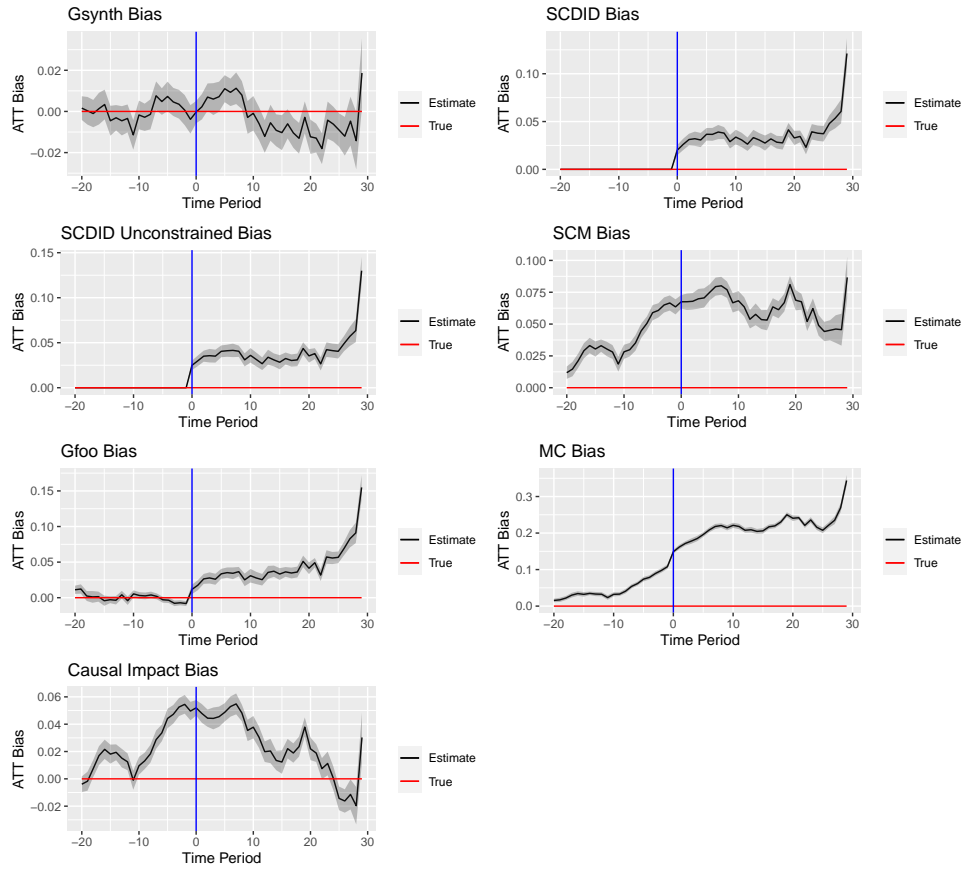 Gsynth Bias
ATT Bias
0.02
0.00
−0.02
−20
−10
0
10
20
30
Time Period
Estimate
True
SCDID Bias
ATT Bias
0.10
0.05
0.00
−20
−10
0
10
20
30
Time Period
Estimate
True
SCDID Unconstrained Bias
ATT Bias
0.15
0.10
0.05
0.00
−20
−10
0
10
20
30
Time Period
Estimate
True
SCM Bias
ATT Bias
0.100
0.075
0.050
0.025
0.000
−20
−10
0
10
20
30
Time Period
Estimate
True
Gfoo Bias
ATT Bias
0.15
0.10
0.05
0.00
−20
−10
0
10
20
30
Time Period
Estimate
True
MC Bias
ATT Bias
0.3
0.2
0.1
0.0
−20
−10
0
10
20
30
Time Period
Estimate
True
Causal Impact Bias
ATT Bias
0.06
0.04
0.02
0.00
−0.02
−20
−10
0
10
20
30
Time Period
Estimate
True